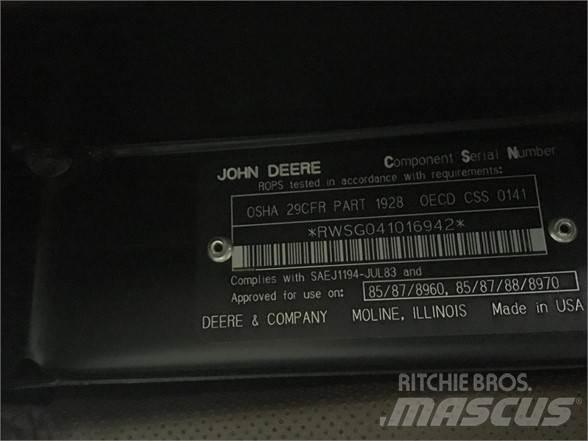 JOHN DEERE Component Serial Number
ROPS tested in accordance with requirements:
OSHA 29CFR PART 1928 OECD CSS 0141
*RWSG041016942*
Complies with SAEJ1194-JUL83 and
Approved for use on: 85/87/8960, 85/87/88/8970
DEERE & COMPANY MOLINE, ILLINOIS Made in USA
RITCHIE BROS.
MASCUS